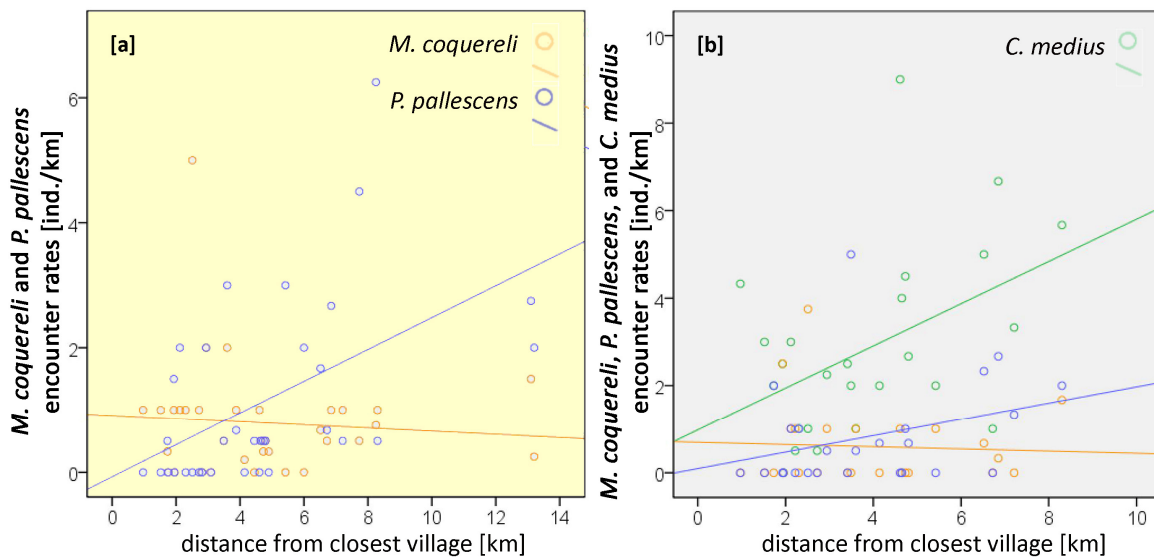 [a]
M. coquereli
P. pallescens
M. coquereli and P. pallescens
encounter rates [ind./km]
6
4
2
0
0 2 4 6 8 10 12 14
distance from closest village [km]
[b]
C. medius
M. coquereli, P. pallescens, and C. medius
encounter rates [ind./km]
10
8
6
4
2
0
0 2 4 6 8 10
distance from closest village [km]